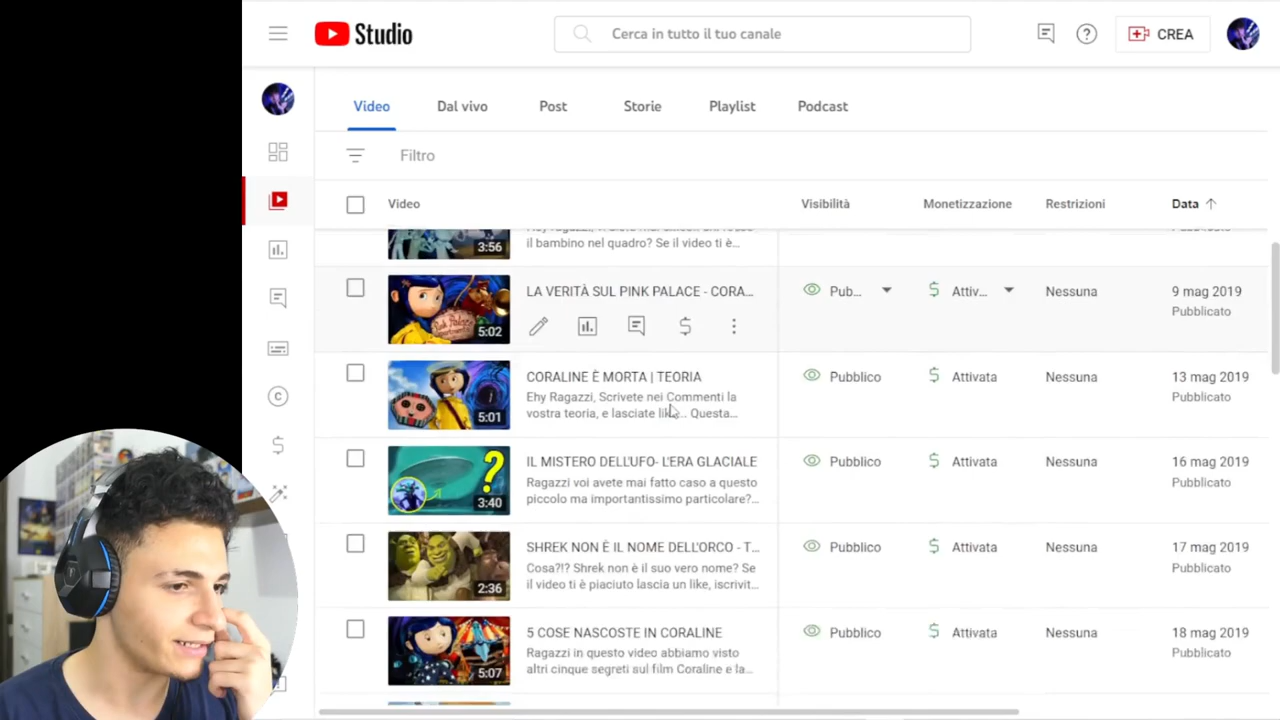 Studio
Cerca in tutto il tuo canale
CREA
Video Dal vivo Post Storie Playlist Podcast
Filtro
Video Visibilità Monetizzazione Restrizioni Data
3:56
il bambino nel quadro? Se il video ti è…
5:02
LA VERITÀ SUL PINK PALACE - CORA…
Pub… Attiv… Nessuna 9 mag 2019
Pubblicato
5:01
CORALINE È MORTA | TEORIA
Pubblico Attivata Nessuna 13 mag 2019
Ehy Ragazzi, Scrivete nei Commenti la
Pubblicato
vostra teoria, e lasciate Questa…
3:40
IL MISTERO DELL'UFO- L'ERA GLACIALE
Pubblico Attivata Nessuna 16 mag 2019
Ragazzi voi avete mai fatto caso a questo
Pubblicato
piccolo ma importantissimo particolare?…
2:36
SHREK NON È IL NOME DELL'ORCO - T…
Pubblico Attivata Nessuna 17 mag 2019
Cosa?!? Shrek non è il suo vero nome? Se
Pubblicato
il video ti è piaciuto lascia un like, iscrivit…
5:07
5 COSE NASCOSTE IN CORALINE
Pubblico Attivata Nessuna 18 mag 2019
Ragazzi in questo video abbiamo visto
Pubblicato
altri cinque segreti sul film Coraline e la…